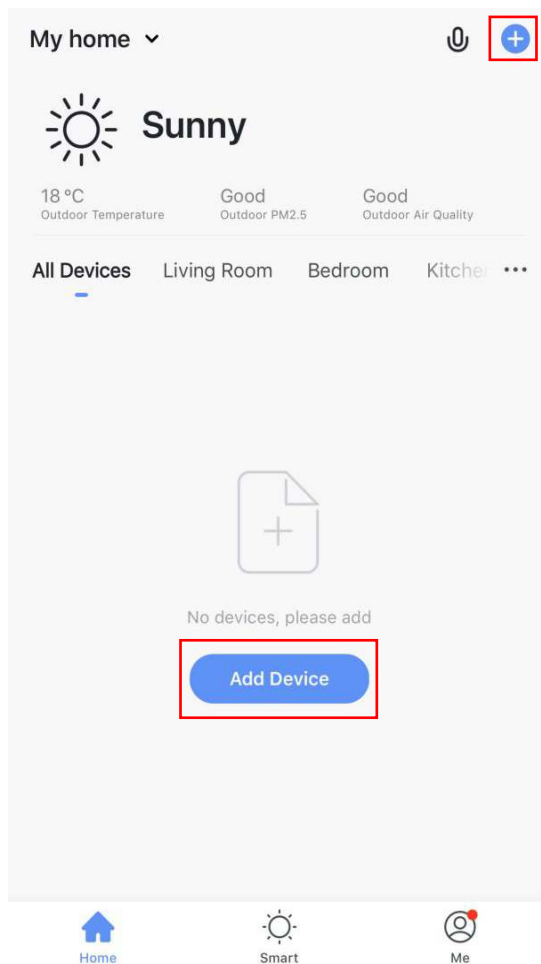 My home
Sunny
18 °C Good Good
Outdoor Temperature Outdoor PM2.5 Outdoor Air Quality
All Devices Living Room Bedroom Kitche
No devices, please add
Add Device
Home Smart Me